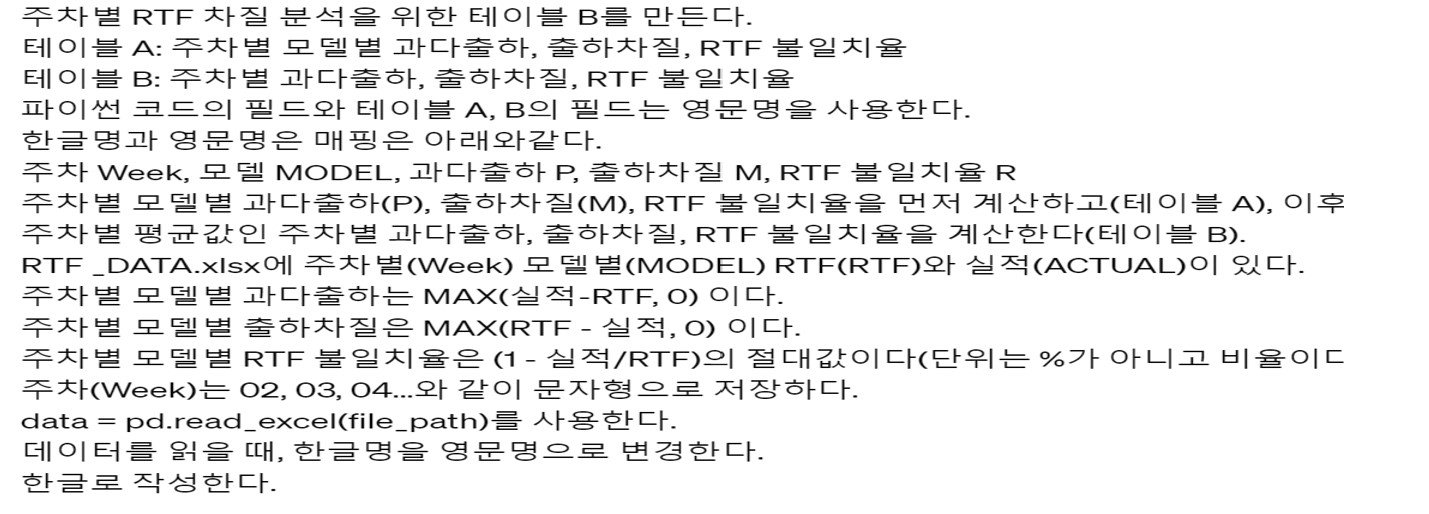 주차별 RTF 차질 분석을 위한 테이블 B를 만든다.
테이블 A: 주차별 모델별 과다출하, 출하차질, RTF 불일치율
테이블 B: 주차별 과다출하, 출하차질, RTF 불일치율
파이썬 코드의 필드와 테이블 A, B의 필드는 영문명을 사용한다.
한글명과 영문명은 매핑은 아래와같다.
주차 Week, 모델 MODEL, 과다출하 P, 출하차질 M, RTF 불일치율 R
주차별 모델별 과다출하(P), 출하차질(M), RTF 불일치율을 먼저 계산하고(테이블 A), 이후
주차별 평균값인 주차별 과다출하, 출하차질, RTF 불일치율을 계산한다(테이블 B).
RTF _DATA.xlsx에 주차별(Week) 모델별(MODEL) RTF(RTF)와 실적(ACTUAL)이 있다.
주차별 모델별 과다출하는 MAX(실적-RTF, 0) 이다.
주차별 모델별 출하차질은 MAX(RTF - 실적, 0) 이다.
주차별 모델별 RTF 불일치율은 (1 - 실적/RTF)의 절대값이다(단위는 %가 아니고 비율이
주차(Week)는 02, 03, 04...와 같이 문자형으로 저장하다.
data = pd.read_excel(file_path)를 사용한다.
데이터를 읽을 때, 한글명을 영문명으로 변경한다.
한글로 작성한다.